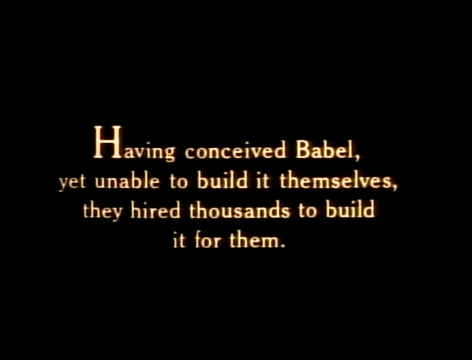 Having conceived Babel,
yet unable to build it themselves,
they hired thousands to build
it for them.